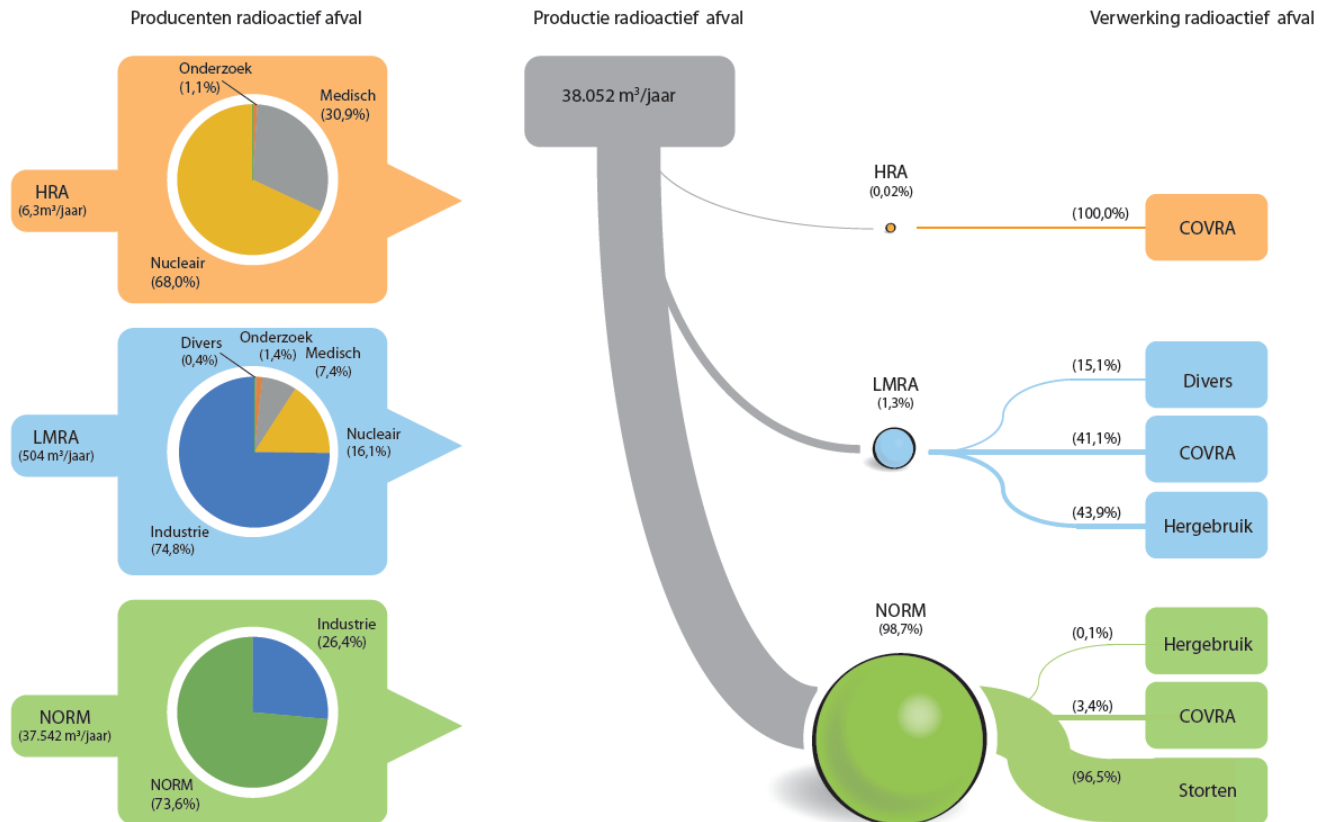 Producenten radioactief afval
Productie radioactief afval
Verwerking radioactief afval
Onderzoek
(1,1%)
Medisch
(30,9%)
HRA
(6,3m³/jaar)
Nucleair
(68,0%)
Divers
(0,4%)
Onderzoek
(1,4%)
Medisch
(7,4%)
LMRA
(504 m³/jaar)
Nucleair
(16,1%)
Industrie
(74,8%)
Industrie
(26,4%)
NORM
(37.542 m³/jaar)
NORM
(73,6%)
38.052 m³/jaar
HRA
(0,02%)
(100,0%)
COVRA
LMRA
(1,3%)
(15,1%)
Divers
(41,1%)
COVRA
(43,9%)
Hergebruik
NORM
(98,7%)
(0,1%)
Hergebruik
(3,4%)
COVRA
(96,5%)
Storten